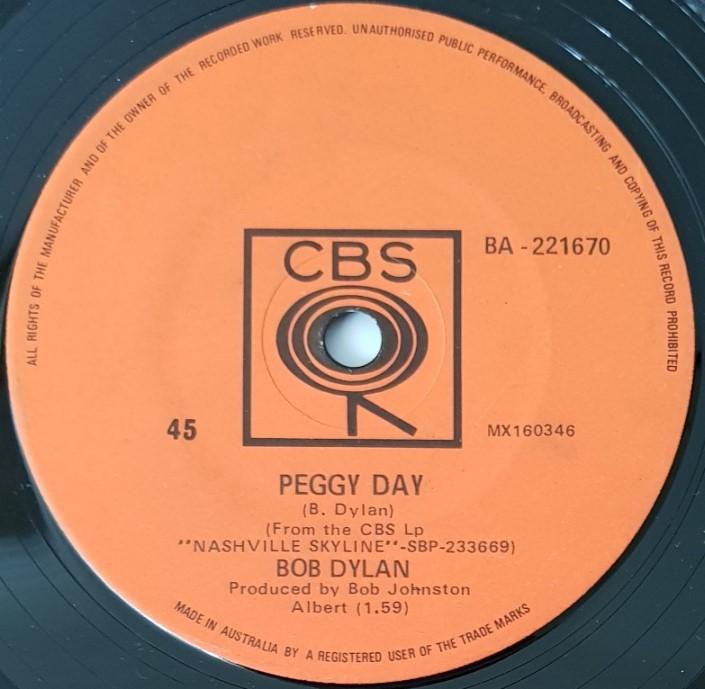 ALL RIGHTS OF THE MANUFACTURER AND OF THE OWNER OF THE RECORDED WORK RESERVED. UNAUTHORISED PUBLIC PERFORMANCE, BROADCASTING AND COPYING OF THIS RECORD PROHIBITED
CBS
BA - 221670
45
MX160346
PEGGY DAY
(B. Dylan)
(From the CBS Lp
"NASHVILLE SKYLINE"-SBP-233669)
BOB DYLAN
Produced by Bob Johnston
Albert (1.59)
MADE IN AUSTRALIA BY A REGISTERED USER OF THE TRADE MARKS